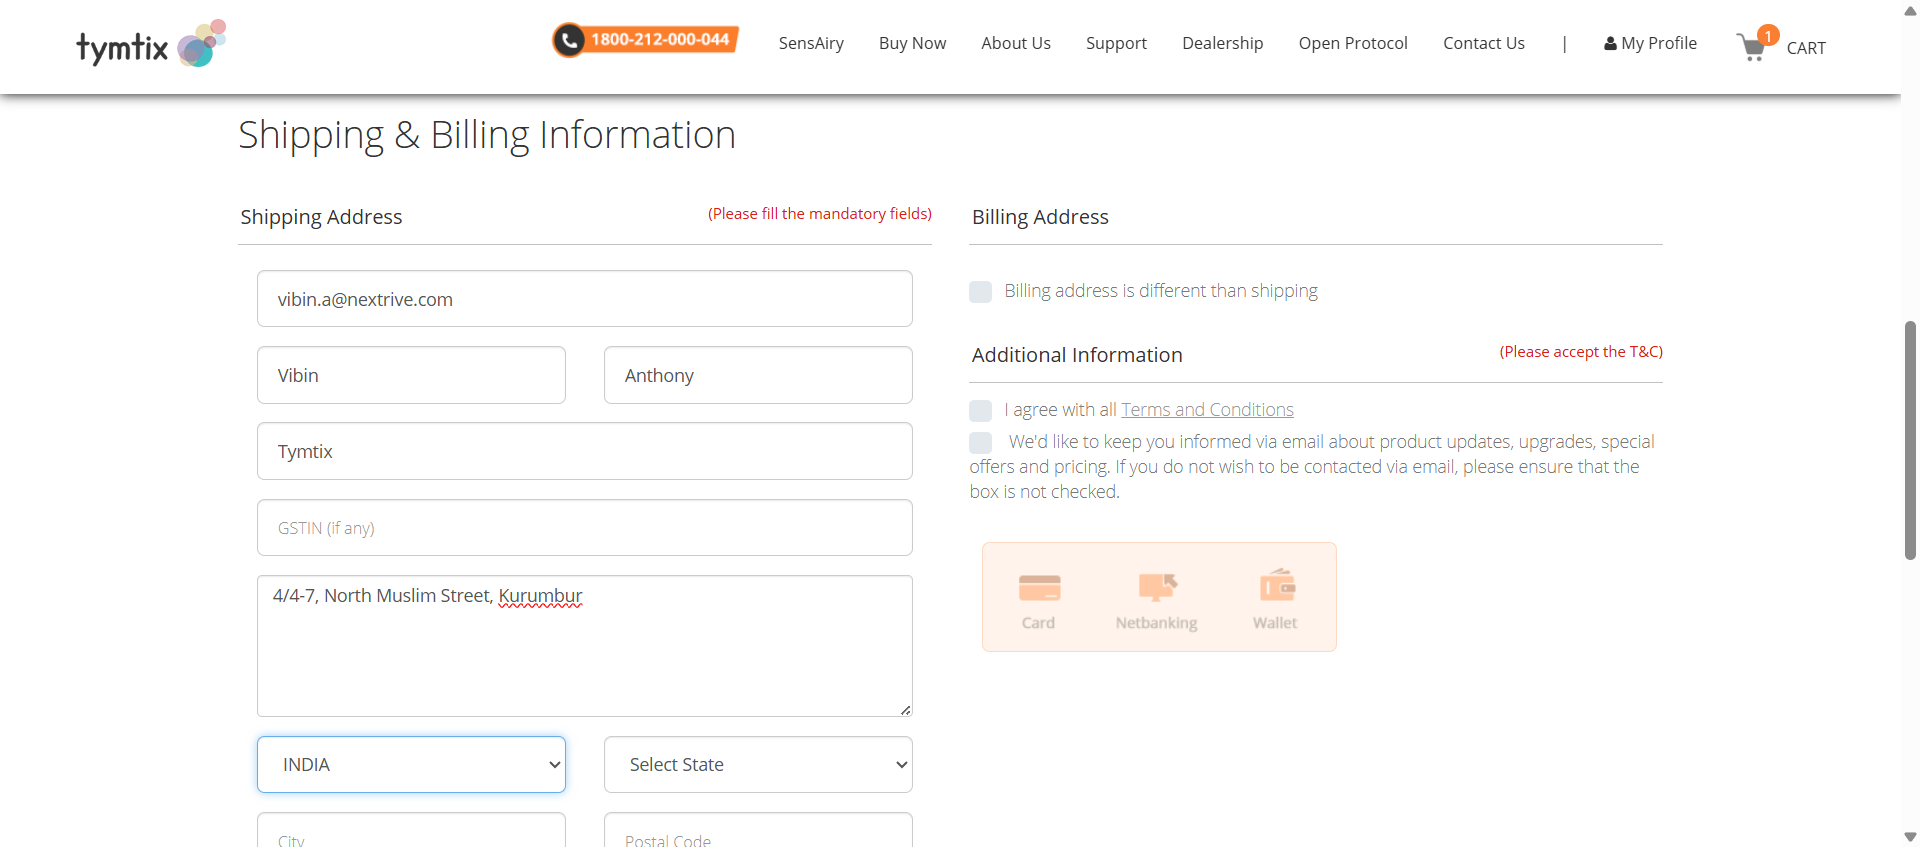 tymtix
1800-212-000-044
SensAiry
Buy Now
About Us
Support
Dealership
Open Protocol
Contact Us
|
My Profile
1
CART
Shipping & Billing Information
Shipping Address
(Please fill the mandatory fields)
vibin.a@nextrive.com
Vibin
Anthony
Tymtix
GSTIN (if any)
4/4-7, North Muslim Street, Kurumbur
INDIA
Select State
City
Postal Code
Billing Address
Billing address is different than shipping
Additional Information
(Please accept the T&C)
I agree with all Terms and Conditions
We'd like to keep you informed via email about product updates, upgrades, special
offers and pricing. If you do not wish to be contacted via email, please ensure that the
box is not checked.
Card
Netbanking
Wallet